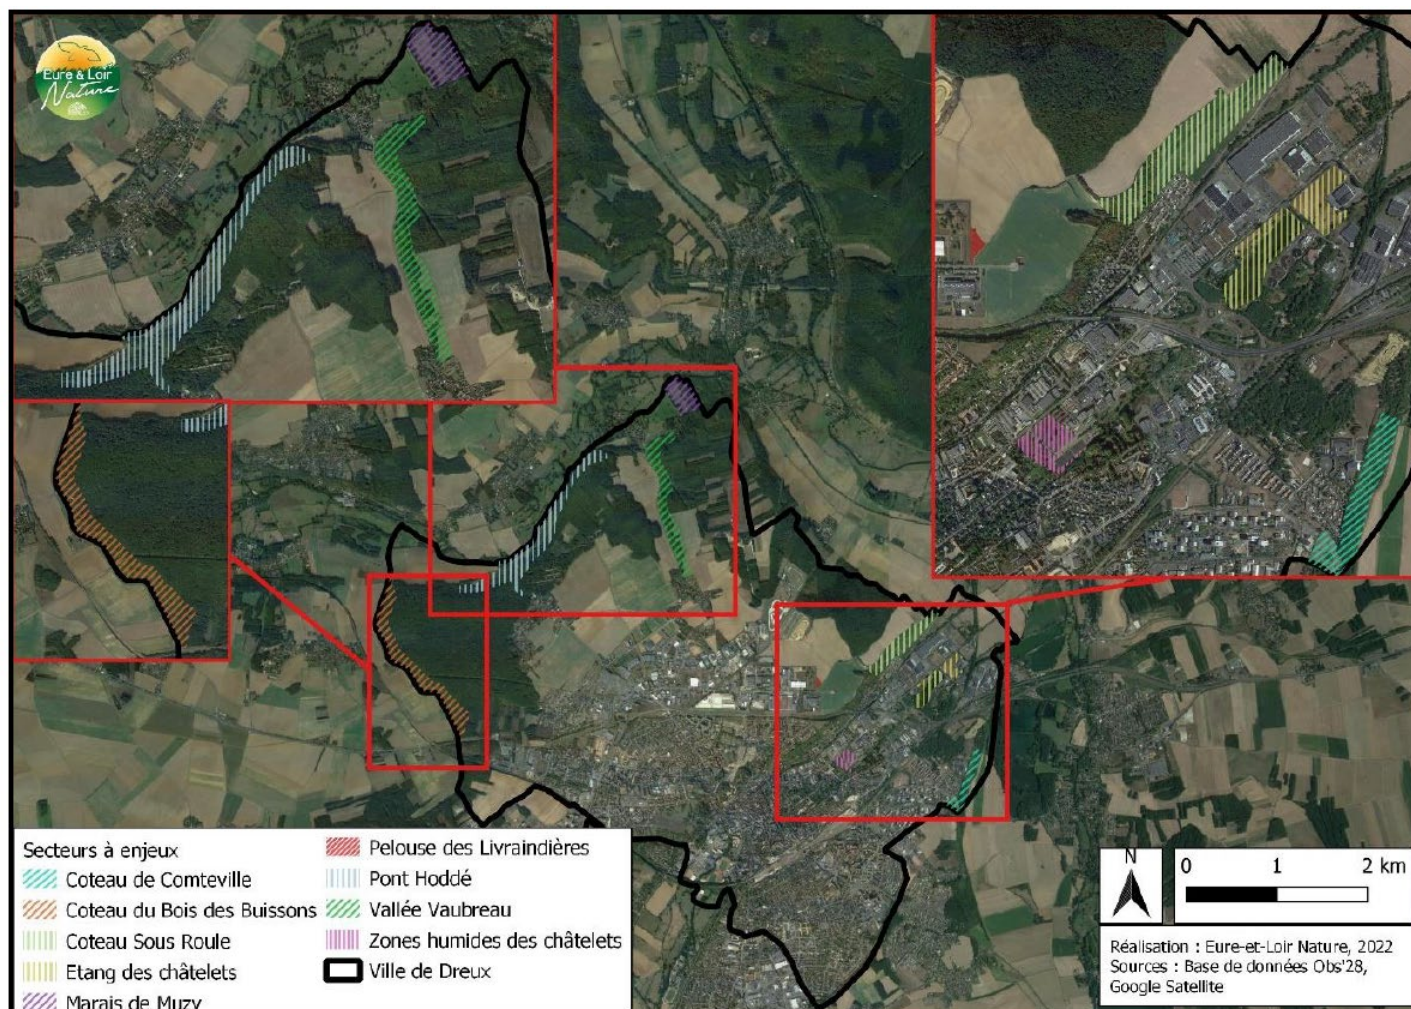 Eure & Loir
Nature
Secteurs à enjeux
Coteau de Comteville
Coteau du Bois des Buissons
Coteau Sous Roule
Etang des châtelets
Marais de Muzy
Pelouse des Livraindières
Pont Hoddé
Vallée Vaubreau
Zones humides des châtelets
Ville de Dreux
N
0 1 2 km
Réalisation : Eure-et-Loir Nature, 2022
Sources : Base de données Obs'28,
Google Satellite